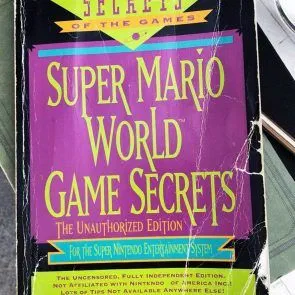 SECRETS
OF THE GAMES
SUPER MARIO
WORLD™
GAME SECRETS
THE UNAUTHORIZED EDITION
FOR THE SUPER NINTENDO ENTERTAINMENT SYSTEM
THE UNCENSORED, FULLY INDEPENDENT EDITION.
NOT AFFILIATED WITH NINTENDO OF AMERICA INC.!
LOTS OF TIPS NOT AVAILABLE ANYWHERE ELSE!